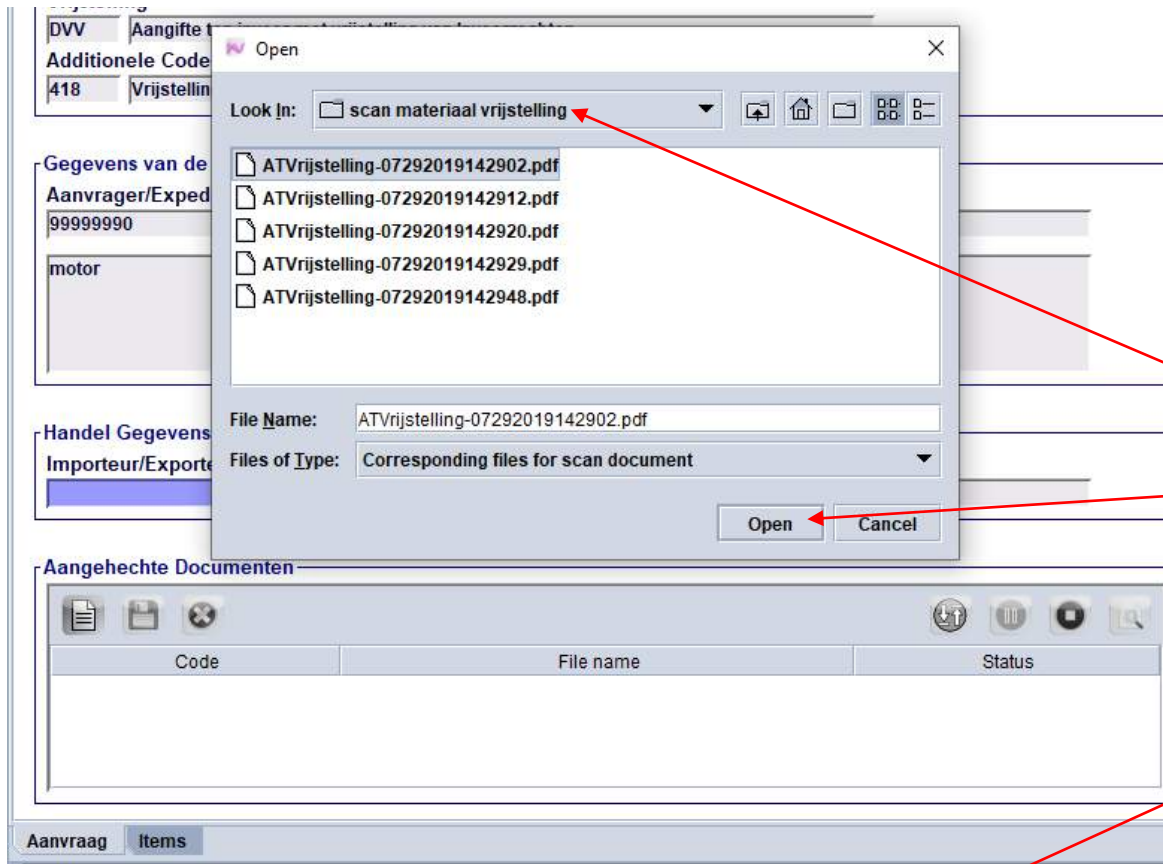 DVV Aangifte
Open
Additionele Code
418 Vrijstellin
Look In: scan materiaal vrijstelling
Gegevens van de
ATVrijstelling-07292019142902.pdf
Aanvrager/Exped
ATVrijstelling-07292019142912.pdf
99999990
ATVrijstelling-07292019142920.pdf
motor
ATVrijstelling-07292019142929.pdf
ATVrijstelling-07292019142948.pdf
File Name: ATVrijstelling-07292019142902.pdf
Handel Gegevens
Files of Type: Corresponding files for scan document
Importeur/Exporte
Open Cancel
Aangehechte Documenten
Code File name Status
Aanvraag Items